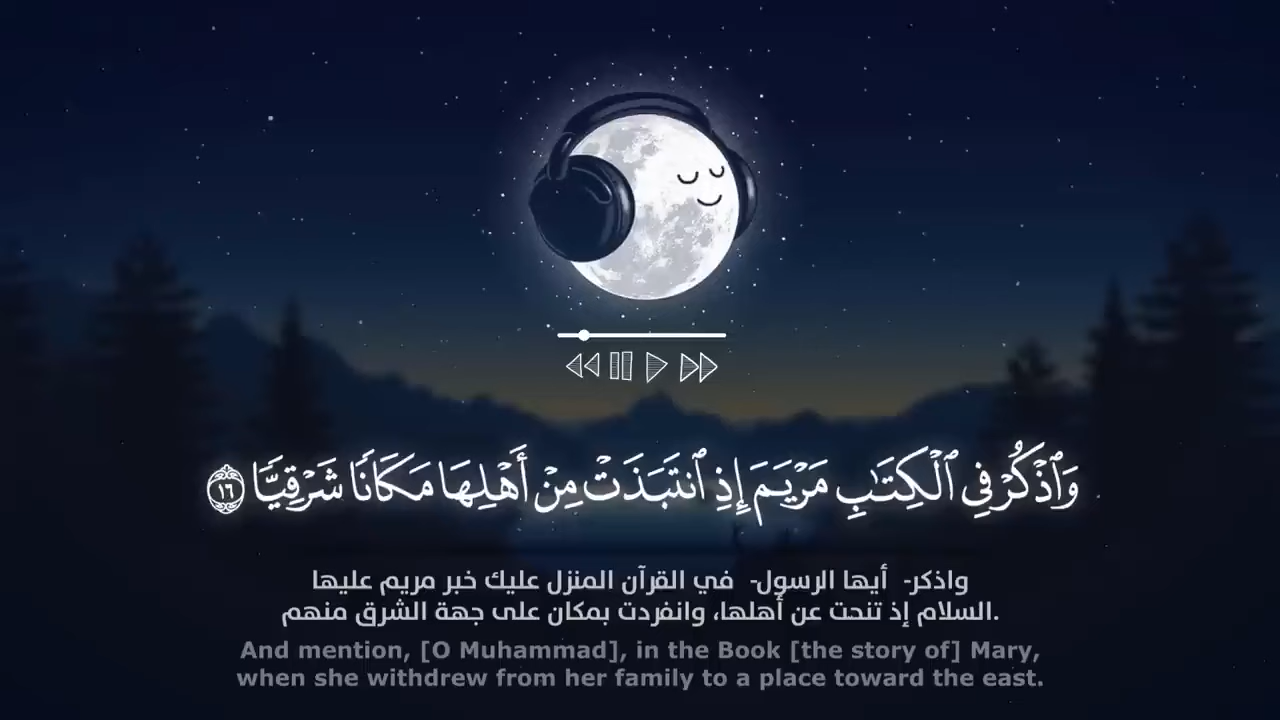 وَٱذْكُرْ فِى ٱلْكِتَـٰبِ مَرْيَمَ إِذِ ٱنتَبَذَتْ مِنْ أَهْلِهَا مَكَانًا شَرْقِيًّا ١٦
واذكر- أيها الرسول- في القرآن المنزل عليك خبر مريم عليها
السلام إذ تنحت عن أهلها، وانفردت بمكان على جهة الشرق منهم.
And mention, [O Muhammad], in the Book [the story of] Mary,
when she withdrew from her family to a place toward the east.